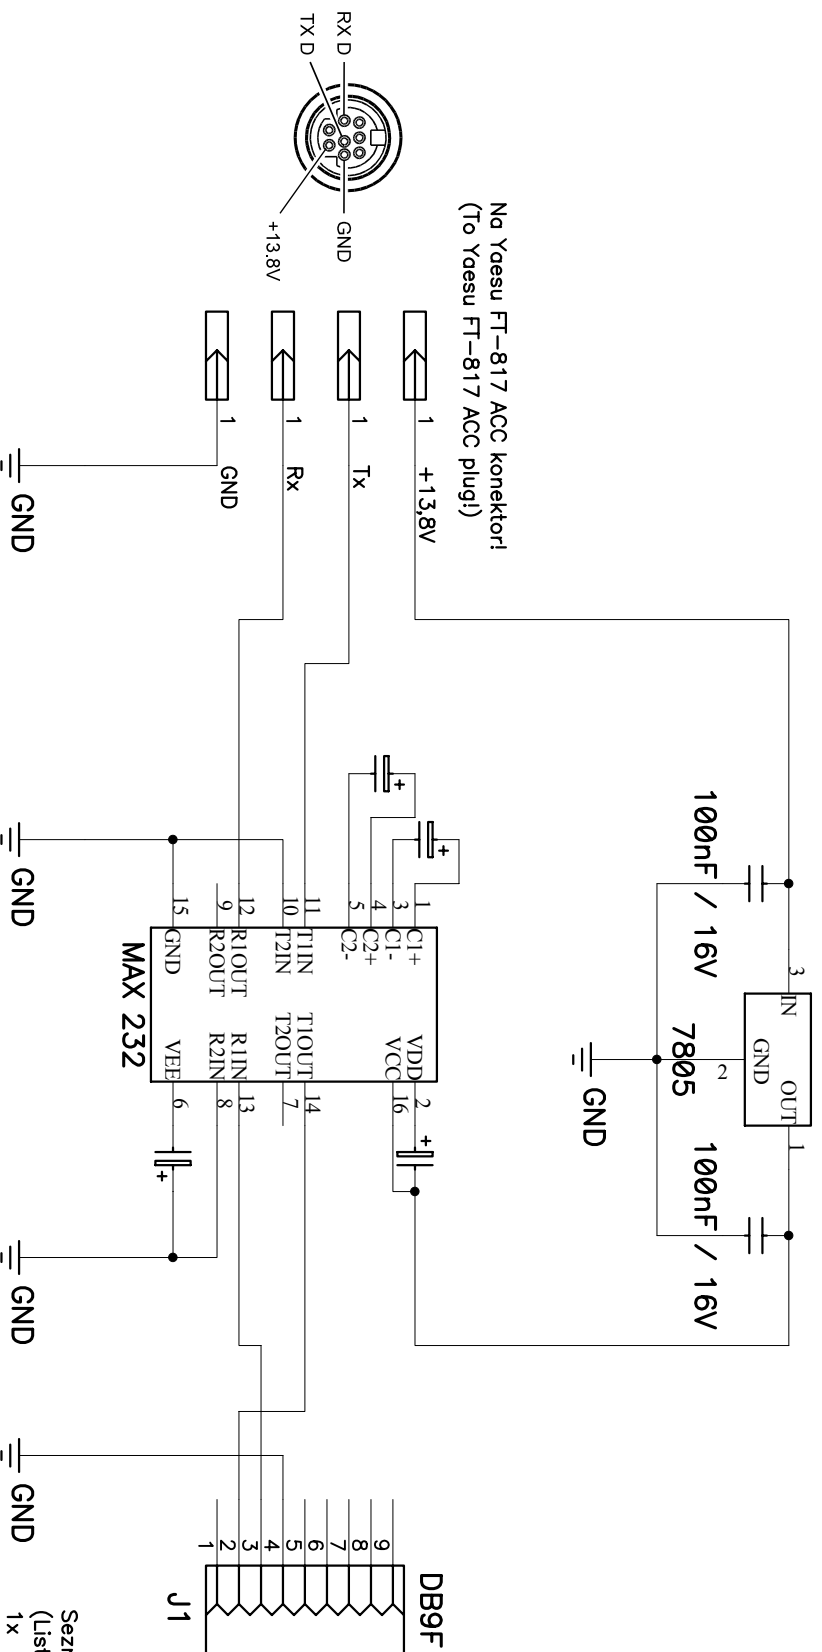 RX D
TX D
GND
+13.8V
Na Yaesu FT-817 ACC konektor!
(To Yaesu FT-817 ACC plug!)
1
+13,8V
1
Tx
1
Rx
1
GND
GND
100nF / 16V
3
IN
GND
OUT
2
1
7805
GND
100nF / 16V
+
+
1
3
4
5
11
10
12
9
15
C1+
C1-
C2+
C2-
T1IN
T2IN
R1OUT
R2OUT
GND
VDD
VCC
T1OUT
T2OUT
R1IN
R2IN
VEE
2
16
14
7
13
8
6
MAX 232
+
+
GND
GND
GND
9
8
7
6
5
4
3
2
1
DB9F
J1
1x